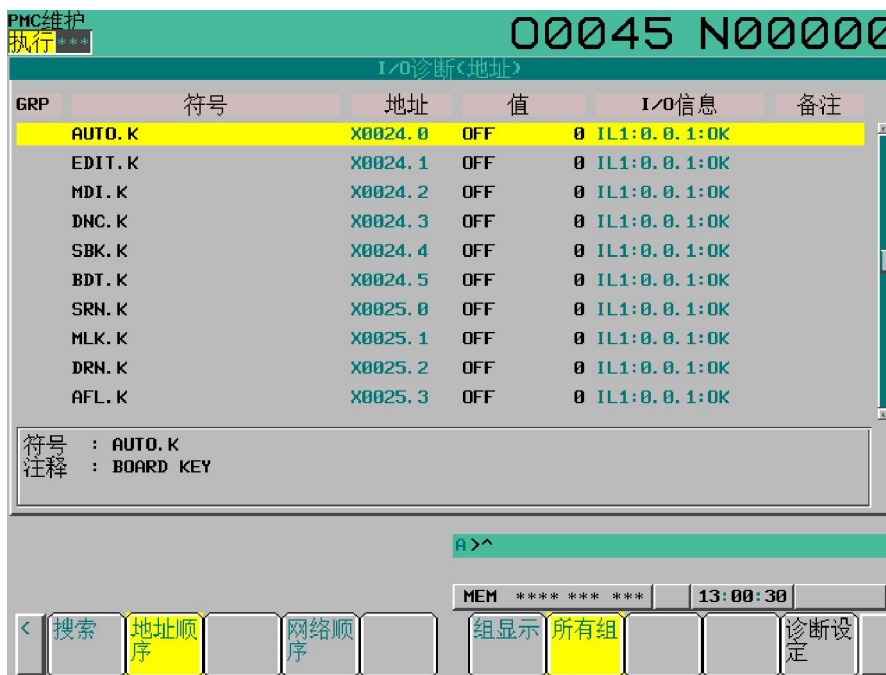 PMC维护
执行***
O0045 N00000
I/O诊断(地址)
GRP 符号 地址 值 I/O信息 备注
AUTO.K X0024.0 OFF 0 IL1:0.0.1:OK
EDIT.K X0024.1 OFF 0 IL1:0.0.1:OK
MDI.K X0024.2 OFF 0 IL1:0.0.1:OK
DNC.K X0024.3 OFF 0 IL1:0.0.1:OK
SBK.K X0024.4 OFF 0 IL1:0.0.1:OK
BDT.K X0024.5 OFF 0 IL1:0.0.1:OK
SRN.K X0025.0 OFF 0 IL1:0.0.1:OK
MLK.K X0025.1 OFF 0 IL1:0.0.1:OK
DRN.K X0025.2 OFF 0 IL1:0.0.1:OK
AFL.K X0025.3 OFF 0 IL1:0.0.1:OK
符号 : AUTO.K
注释 : BOARD KEY
A>^
MEM **** *** *** 13:00:30
< 搜索 地址顺序 网络顺序 组显示 所有组 诊断设定